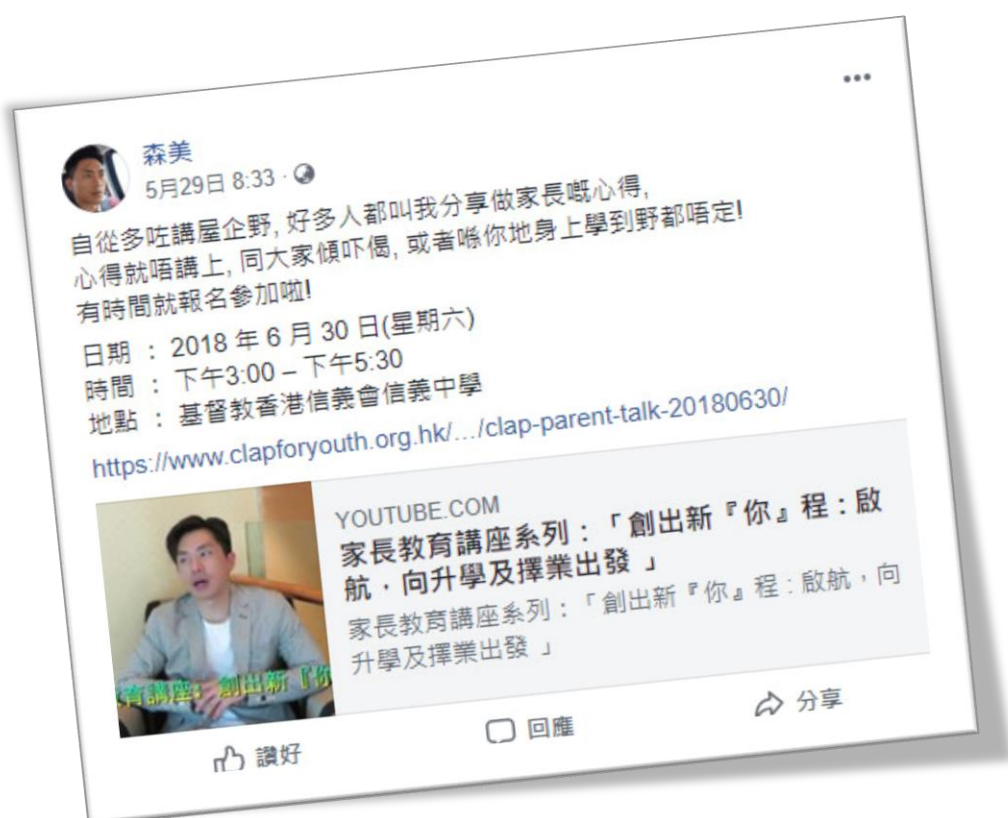 森美
5月29日 8:33 ·
自從多咗講屋企野, 好多人都叫我分享做家長嘅心得,
心得就唔講上, 同大家傾吓偈, 或者喺你地身上學到野都唔定!
有時間就報名參加啦!
日期 : 2018 年 6 月 30 日(星期六)
時間 : 下午3:00 – 下午5:30
地點 : 基督教香港信義會信義中學
https://www.clapforyouth.org.hk/…/clap-parent-talk-20180630/
YOUTUBE.COM
家長教育講座系列:「創出新『你』程:啟
航,向升學及擇業出發 」
家長教育講座系列:「創出新『你』程:啟航,向
升學及擇業出發 」
育講座: 創出新『你
讚好
回應
分享